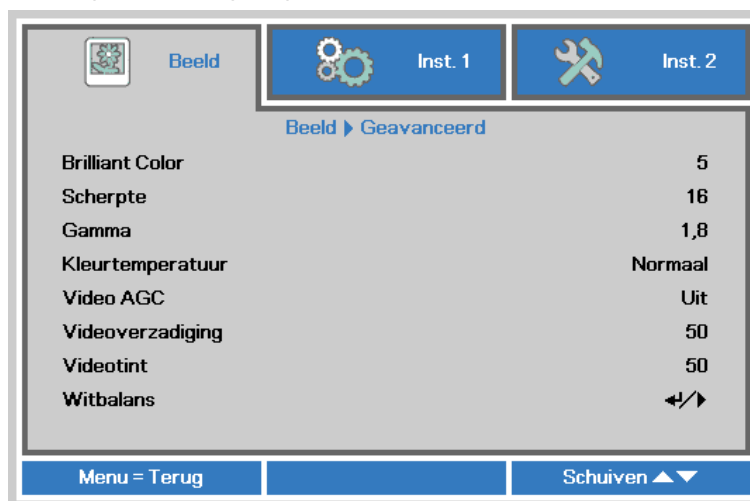 Beeld Inst. 1 Inst. 2
Beeld Geavanceerd
Brilliant Color 5
Scherpte 16
Gamma 1,8
Kleurtemperatuur Normaal
Video AGC Uit
Videoverzadiging 50
Videotint 50
Witbalans ↵/▶
Menu = Terug Schuiven ▲▼